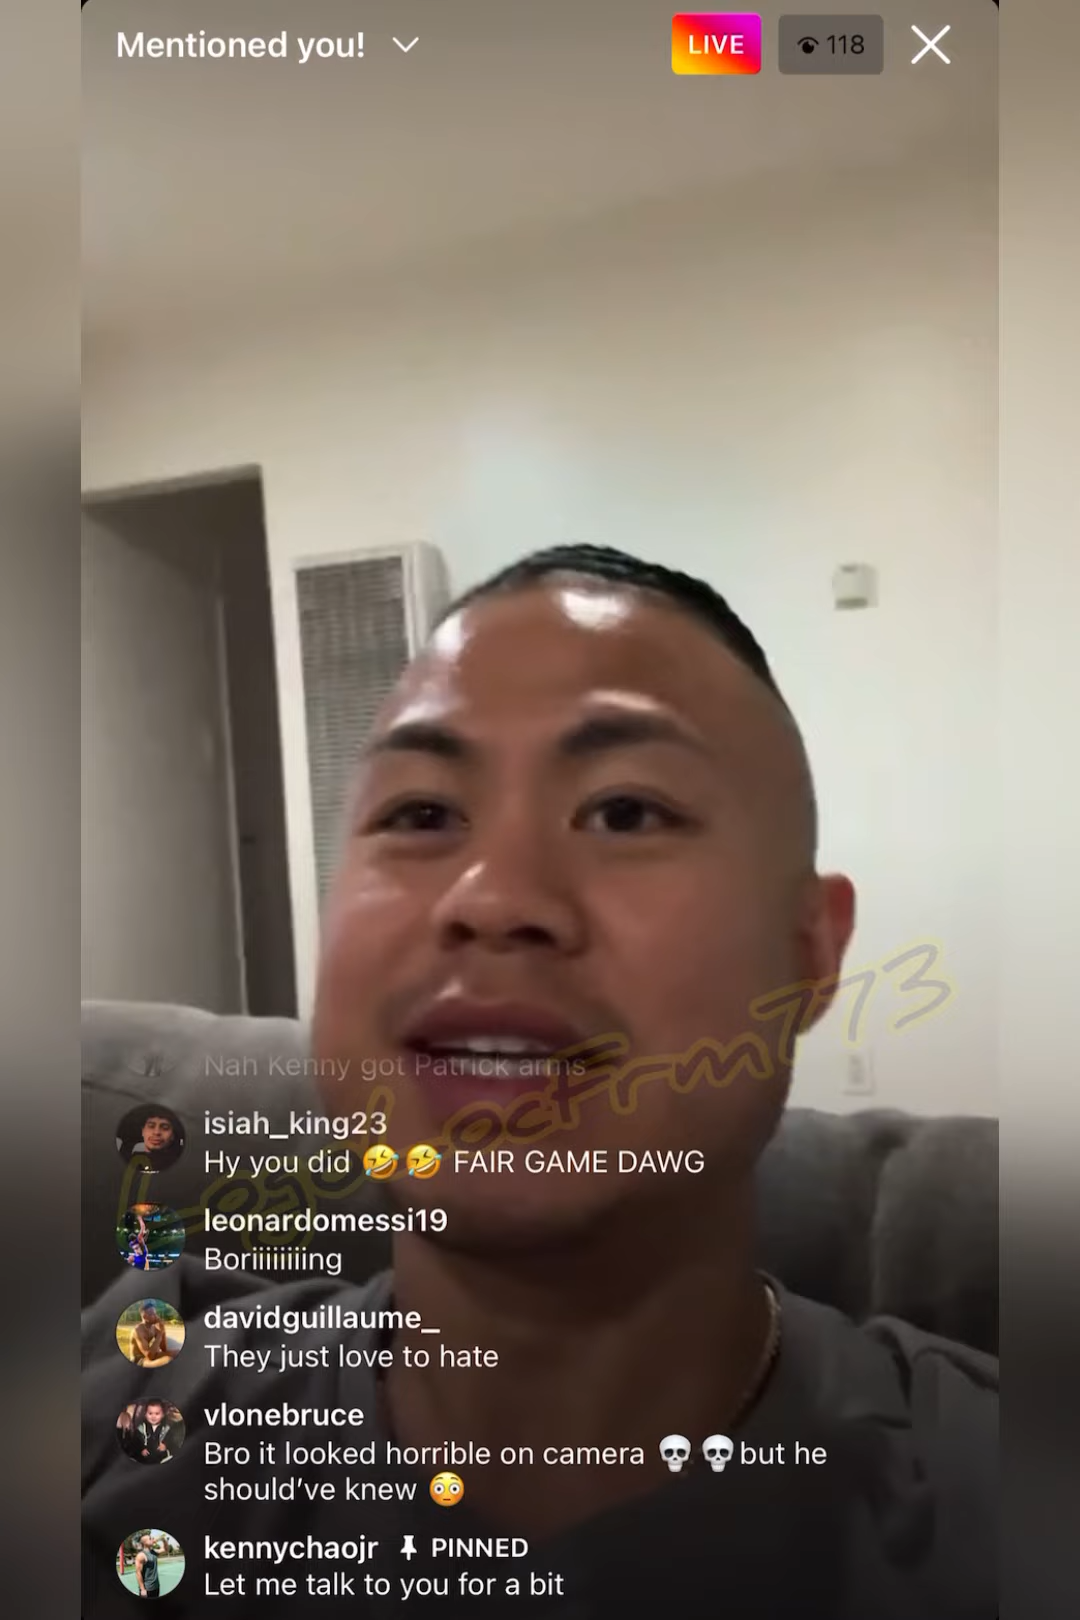 Mentioned you!
LIVE
118
Nah Kenny got Patrick arms
LogoLocFrm773
isiah_king23
Hy you did 🤣🤣 FAIR GAME DAWG
leonardomessi19
Boriiiiiiiing
davidguillaume_
They just love to hate
vlonebruce
Bro it looked horrible on camera 💀💀but he
should’ve knew 😳
kennychaojr PINNED
Let me talk to you for a bit